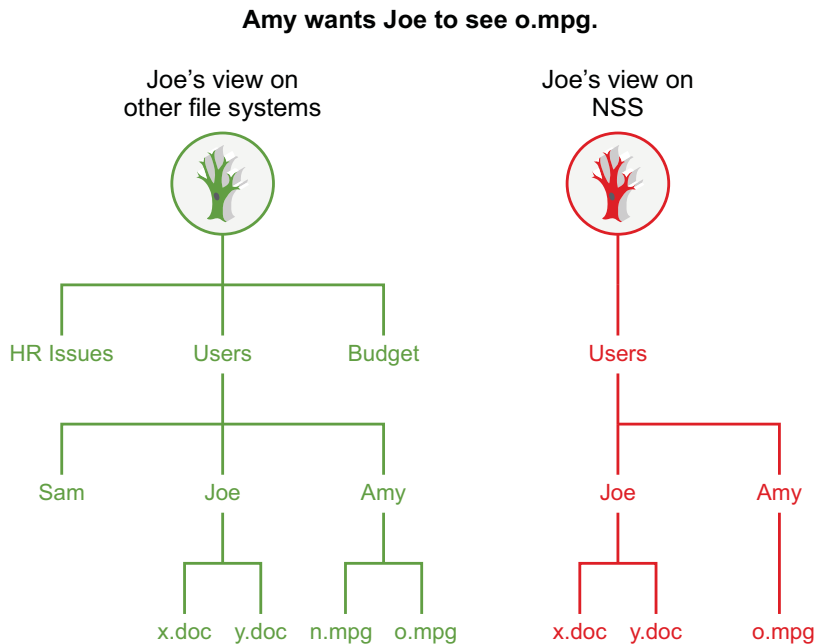 Amy wants Joe to see o.mpg.
Joe’s view on
other file systems
Joe’s view on
NSS
HR Issues Users Budget
Users
Sam Joe Amy
Joe Amy
x.doc y.doc n.mpg o.mpg
x.doc y.doc o.mpg